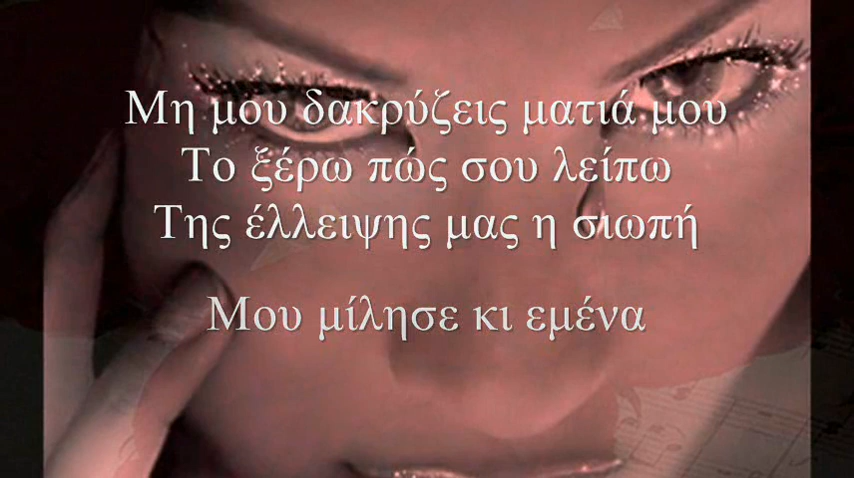 Μη μου δακρύζεις ματιά μου
Το ξέρω πώς σου λείπω
Της έλλειψης μας η σιωπή
Μου μίλησε κι εμένα